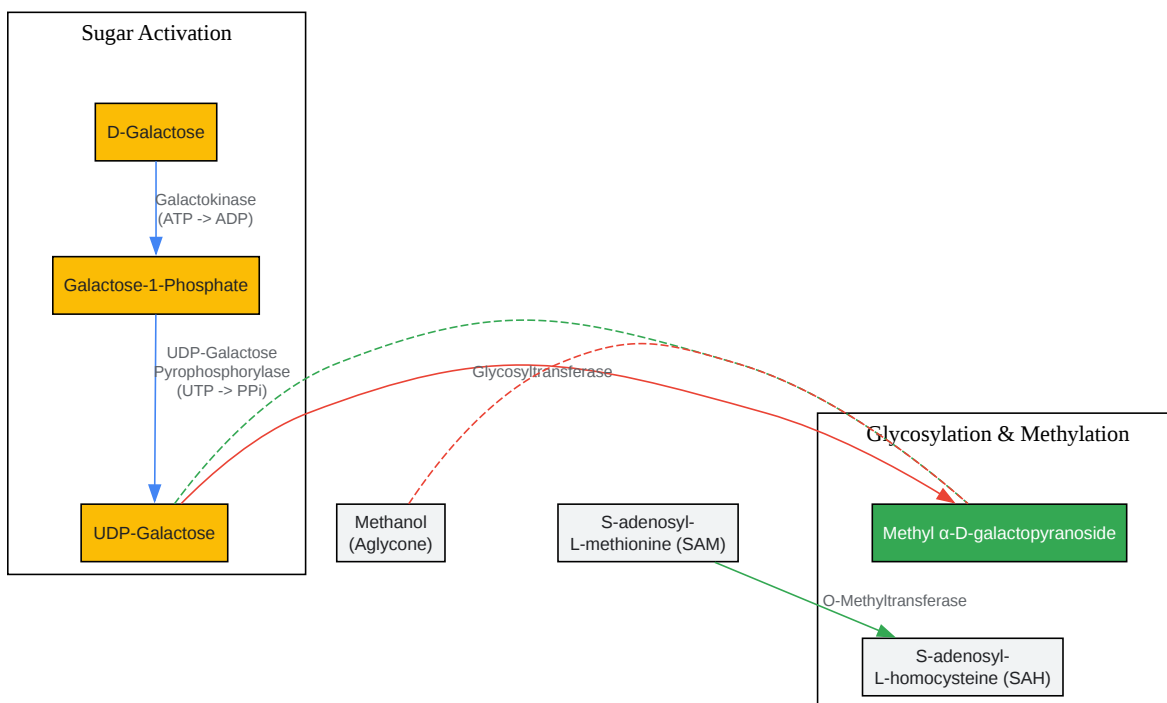 Sugar Activation
D-Galactose
Galactokinase
(ATP -> ADP)
Galactose-1-Phosphate
UDP-Galactose
Pyrophosphorylase
(UTP -> PPi)
Glycosyltransferase
Glycosylation & Methylation
UDP-Galactose
Methanol
(Aglycone)
S-adenosyl-
L-methionine (SAM)
Methyl α-D-galactopyranoside
O-Methyltransferase
S-adenosyl-
L-homocysteine (SAH)